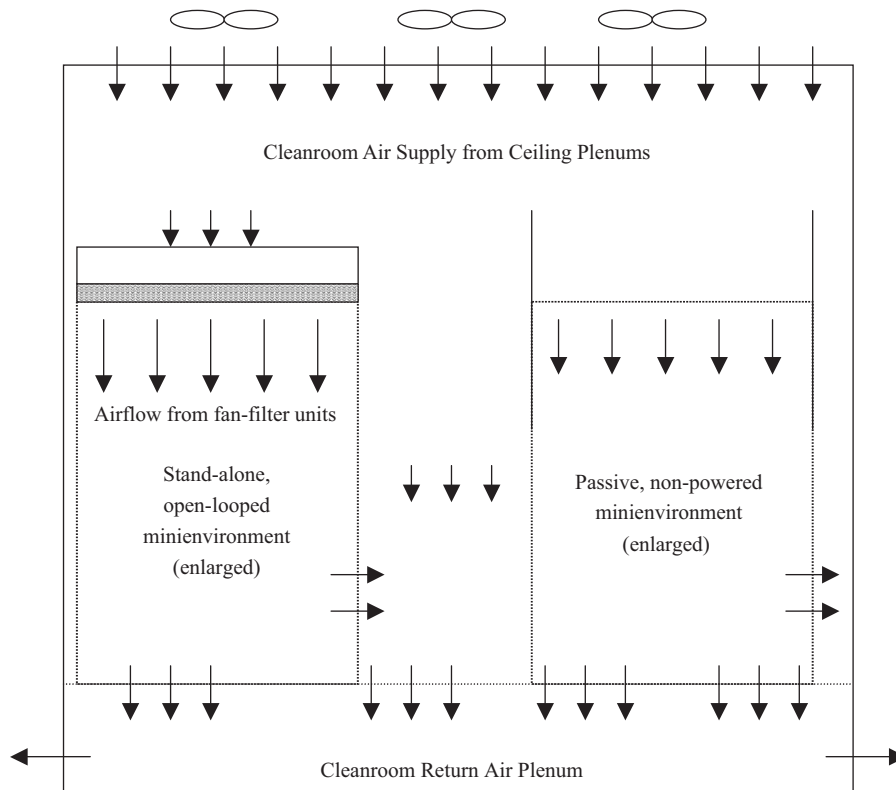 Cleanroom Air Supply from Ceiling Plenums
Airflow from fan-filter units
Stand-alone,
open-looped
minienvironment
(enlarged)
Passive, non-powered
minienvironment
(enlarged)
Cleanroom Return Air Plenum